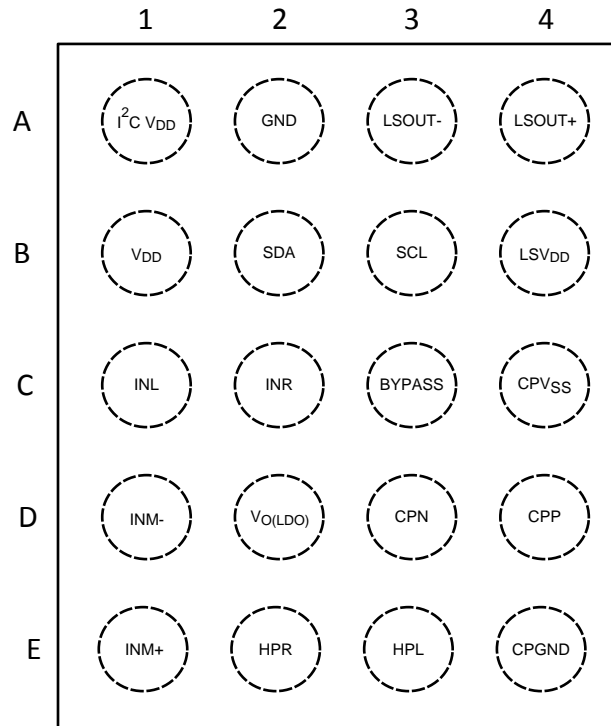 1 2 3 4
A I²C VDD GND LSOUT- LSOUT+
B VDD SDA SCL LSVDD
C INL INR BYPASS CPVSS
D INM- VO(LDO) CPN CPP
E INM+ HPR HPL CPGND